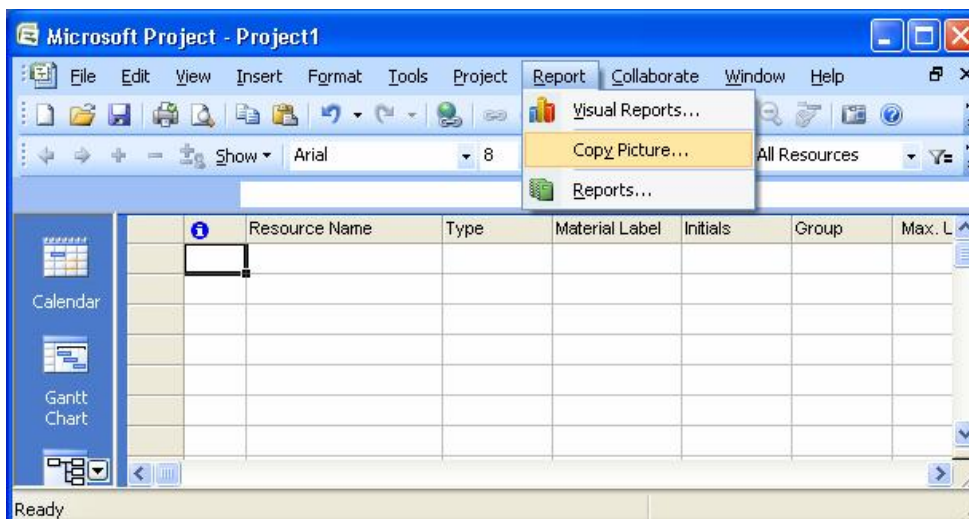 Microsoft Project - Project1
File Edit View Insert Format Tools Project Report Collaborate Window Help
Visual Reports...
Show Arial 8 Copy Picture... All Resources
Reports...
Resource Name Type Material Label Initials Group Max. L
Calendar
Gantt
Chart
Ready